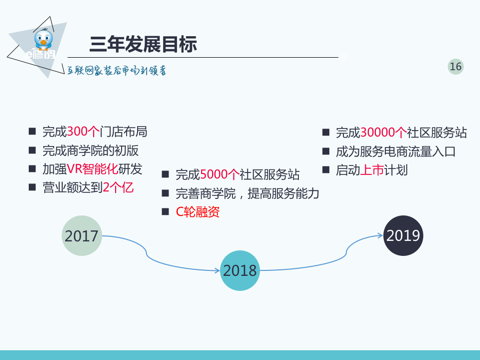 三年发展目标
互联网家装后市场引领者
16
完成300个门店布局
完成商学院的初版
加强VR智能化研发
营业额达到2个亿
完成5000个社区服务站
完善商学院，提高服务能力
C轮融资
完成30000个社区服务站
成为服务电商流量入口
启动上市计划
2017
2018
2019